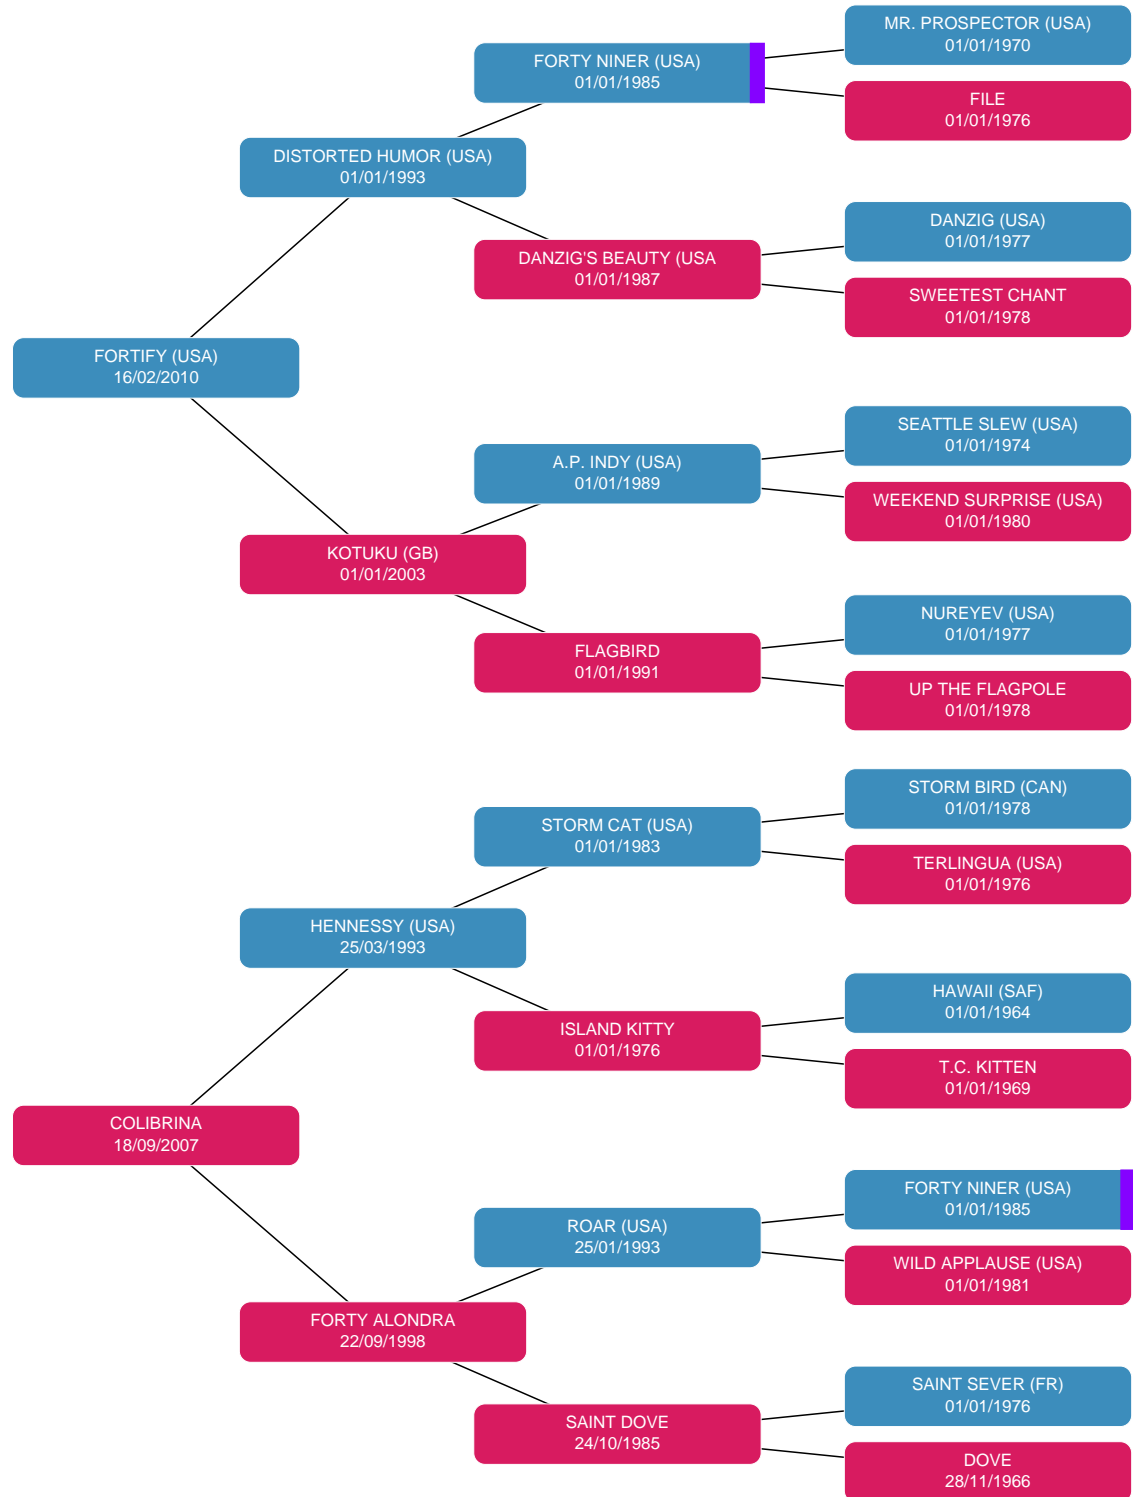 MR. PROSPECTOR (USA)
01/01/1970
FORTY NINER (USA)
01/01/1985
FILE
01/01/1976
DISTORTED HUMOR (USA)
01/01/1993
DANZIG (USA)
01/01/1977
DANZIG'S BEAUTY (USA
01/01/1987
SWEETEST CHANT
01/01/1978
FORTIFY (USA)
16/02/2010
SEATTLE SLEW (USA)
01/01/1974
A.P. INDY (USA)
01/01/1989
WEEKEND SURPRISE (USA)
01/01/1980
KOTUKU (GB)
01/01/2003
NUREYEV (USA)
01/01/1977
FLAGBIRD
01/01/1991
UP THE FLAGPOLE
01/01/1978
STORM BIRD (CAN)
01/01/1978
STORM CAT (USA)
01/01/1983
TERLINGUA (USA)
01/01/1976
HENNESSY (USA)
25/03/1993
HAWAII (SAF)
01/01/1964
ISLAND KITTY
01/01/1976
T.C. KITTEN
01/01/1969
COLIBRINA
18/09/2007
FORTY NINER (USA)
01/01/1985
ROAR (USA)
25/01/1993
WILD APPLAUSE (USA)
01/01/1981
FORTY ALONDRA
22/09/1998
SAINT SEVER (FR)
01/01/1976
SAINT DOVE
24/10/1985
DOVE
28/11/1966